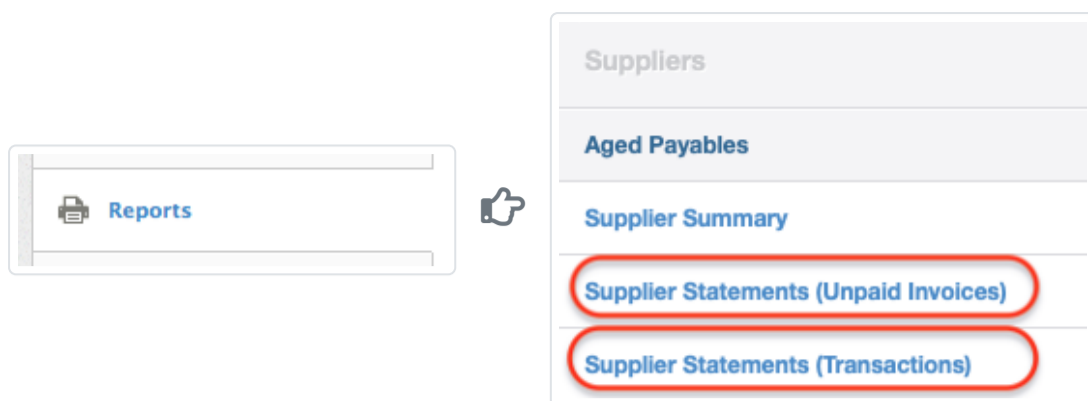 Reports
Suppliers
Aged Payables
Supplier Summary
Supplier Statements (Unpaid Invoices)
Supplier Statements (Transactions)